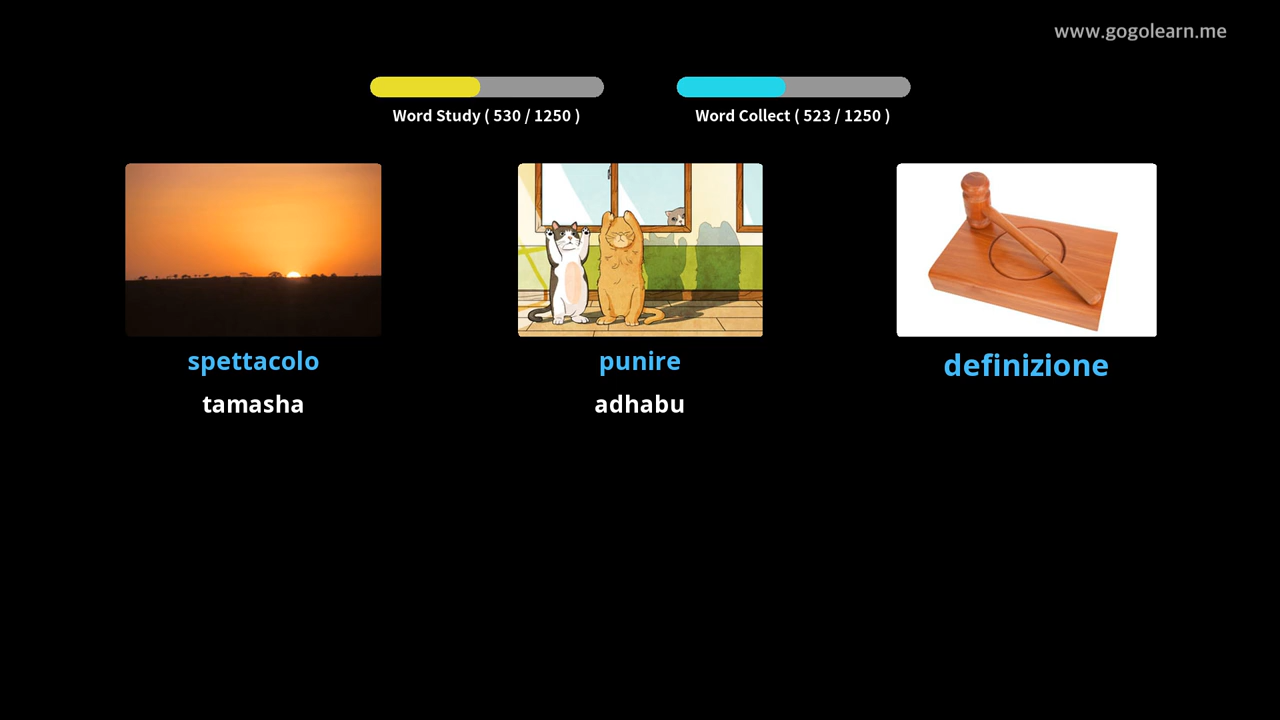 www.gogolearn.me
Word Study ( 530 / 1250 )
Word Collect ( 523 / 1250 )
spettacolo
punire
definizione
tamasha
adhabu